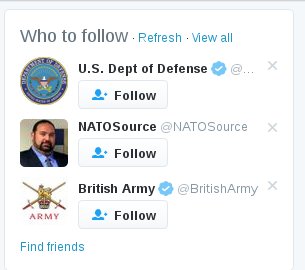 Who to follow · Refresh · View all
U.S. Dept of Defense @...
Follow
NATOSource @NATOSource
Follow
British Army @BritishArmy
ARMY
Follow
Find friends